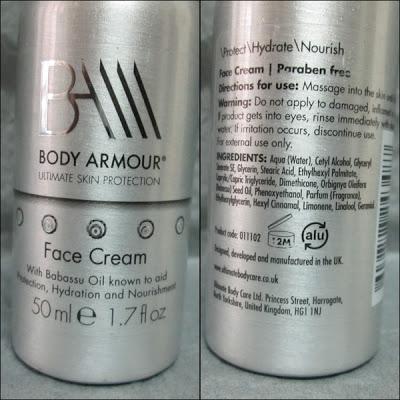 BAM
BODY ARMOUR®
ULTIMATE SKIN PROTECTION
Face Cream
With Babassu Oil known to aid
Protection, Hydration and Nourishment
50 ml e 1.7 fl oz
\Protect\Hydrate\Nourish
Face Cream | Paraben free
Directions for use: Massage into the skin and
Warning: Do not apply to damaged, inflamed
If product gets into eyes, rinse immediately with
water. If irritation occurs, discontinue use.
For external use only.
INGREDIENTS: Aqua (Water), Cetyl Alcohol, Glyceryl
Stearate SE, Glycerin, Stearic Acid, Ethylhexyl Palmitate,
Caprylic Triglyceride, Dimethicone, Orbignya Oleifera
Seed Oil, Phenoxyethanol, Parfum (Fragrance),
Ethylhexylglycerin, Hexyl Cinnamal, Limonene, Linalool, Geraniol.
Product code: 011102
12M
alu
Designed, developed and manufactured in the UK.
www.ultimatebodycare.co.uk
Ultimate Body Care Ltd. Princess Street, Harrogate,
North Yorkshire, United Kingdom, HG1 1NJ